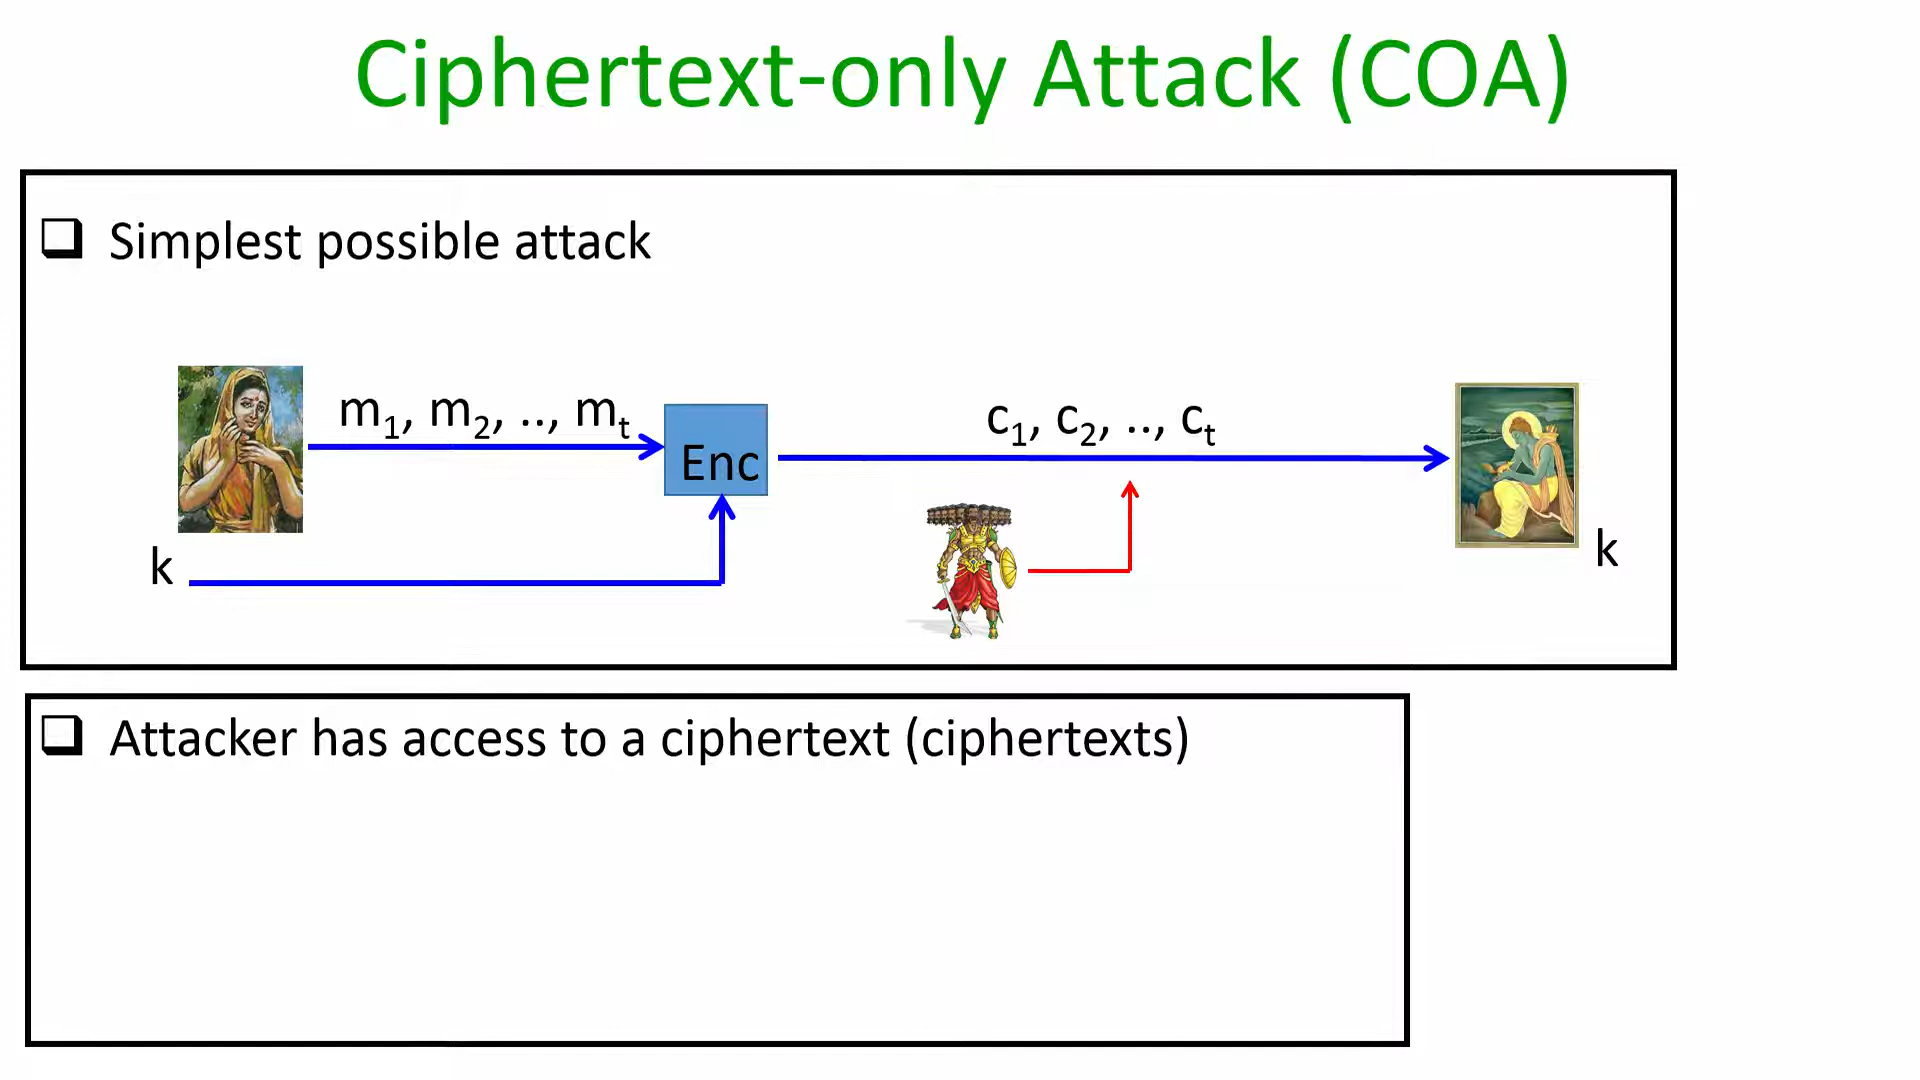 Ciphertext-only Attack (COA)
❑ Simplest possible attack
m₁, m₂, .., mₜ
Enc
c₁, c₂, .., cₜ
k
k
❑ Attacker has access to a ciphertext (ciphertexts)